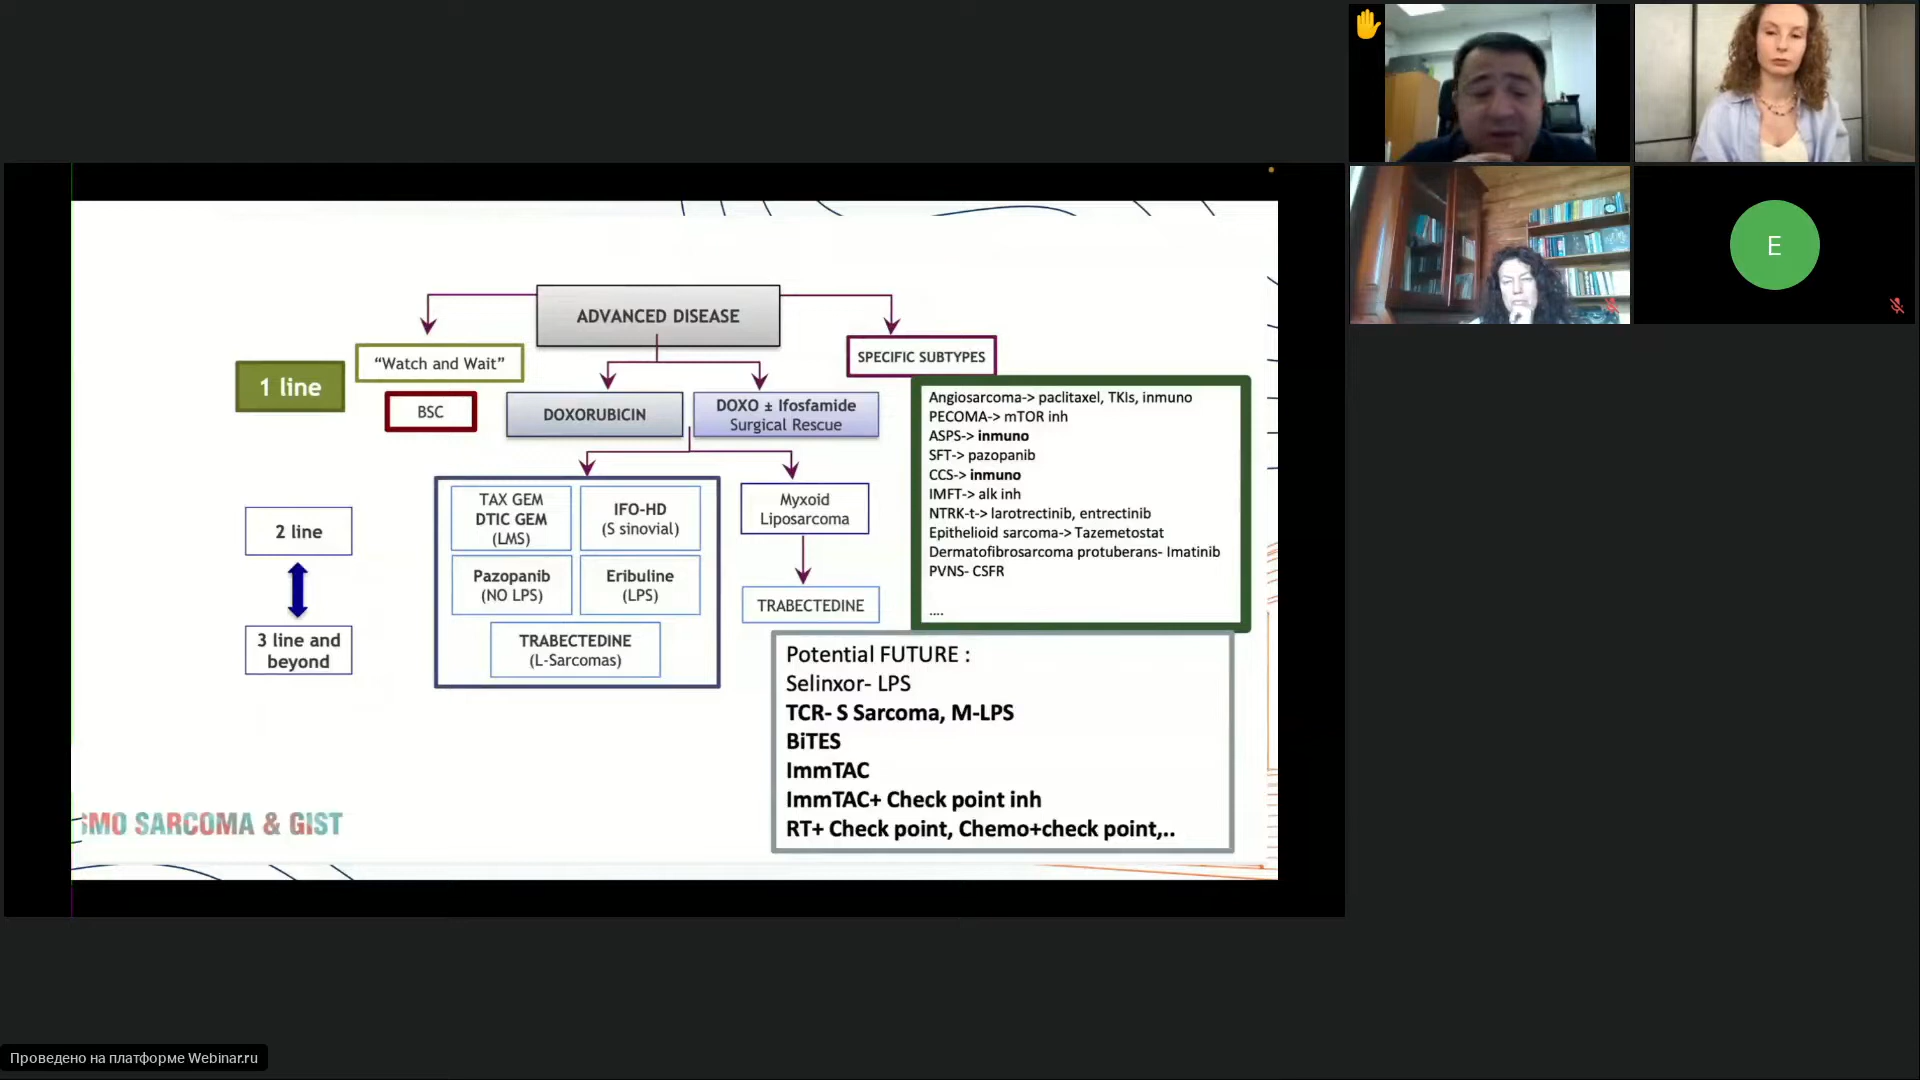 ADVANCED DISEASE
“Watch and Wait”
SPECIFIC SUBTYPES
1 line
BSC
DOXORUBICIN
DOXO ± Ifosfamide
Surgical Rescue
Angiosarcoma-> paclitaxel, TKIs, inmuno
PECOMA-> mTOR inh
ASPS-> inmuno
SFT-> pazopanib
CCS-> inmuno
IMFT-> alk inh
NTRK-t-> larotrectinib, entrectinib
Epithelioid sarcoma-> Tazemetostat
Dermatofibrosarcoma protuberans- Imatinib
PVNS- CSFR
....
2 line
3 line and
beyond
TAX GEM
DTIC GEM
(LMS)
IFO-HD
(S sinovial)
Pazopanib
(NO LPS)
Eribuline
(LPS)
TRABECTEDINE
(L-Sarcomas)
Myxoid
Liposarcoma
TRABECTEDINE
Potential FUTURE :
Selinxor- LPS
TCR- S Sarcoma, M-LPS
BiTES
ImmTAC
ImmTAC+ Check point inh
RT+ Check point, Chemo+check point,..
MO SARCOMA & GIST
E
Проведено на платформе Webinar.ru